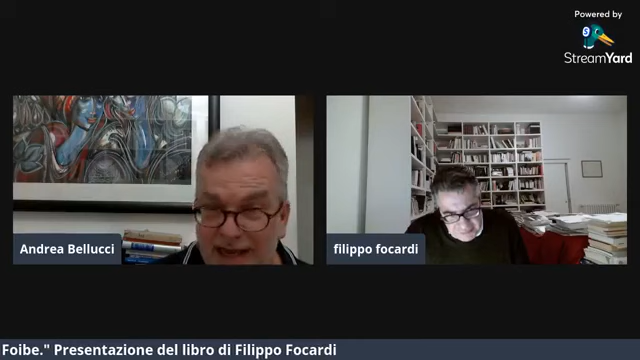 Powered by
StreamYard
Andrea Bellucci
filippo focardi
Foibe." Presentazione del libro di Filippo Focardi